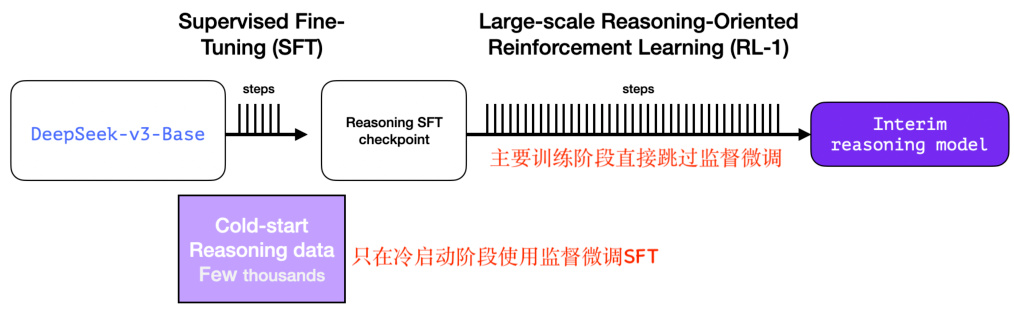 Supervised Fine-
Tuning (SFT)
Large-scale Reasoning-Oriented
Reinforcement Learning (RL-1)
steps
steps
DeepSeek-v3-Base
Reasoning SFT
checkpoint
Interim
reasoning model
主要训练阶段直接跳过监督微调
Cold-start
Reasoning data
Few thousands
只在冷启动阶段使用监督微调SFT